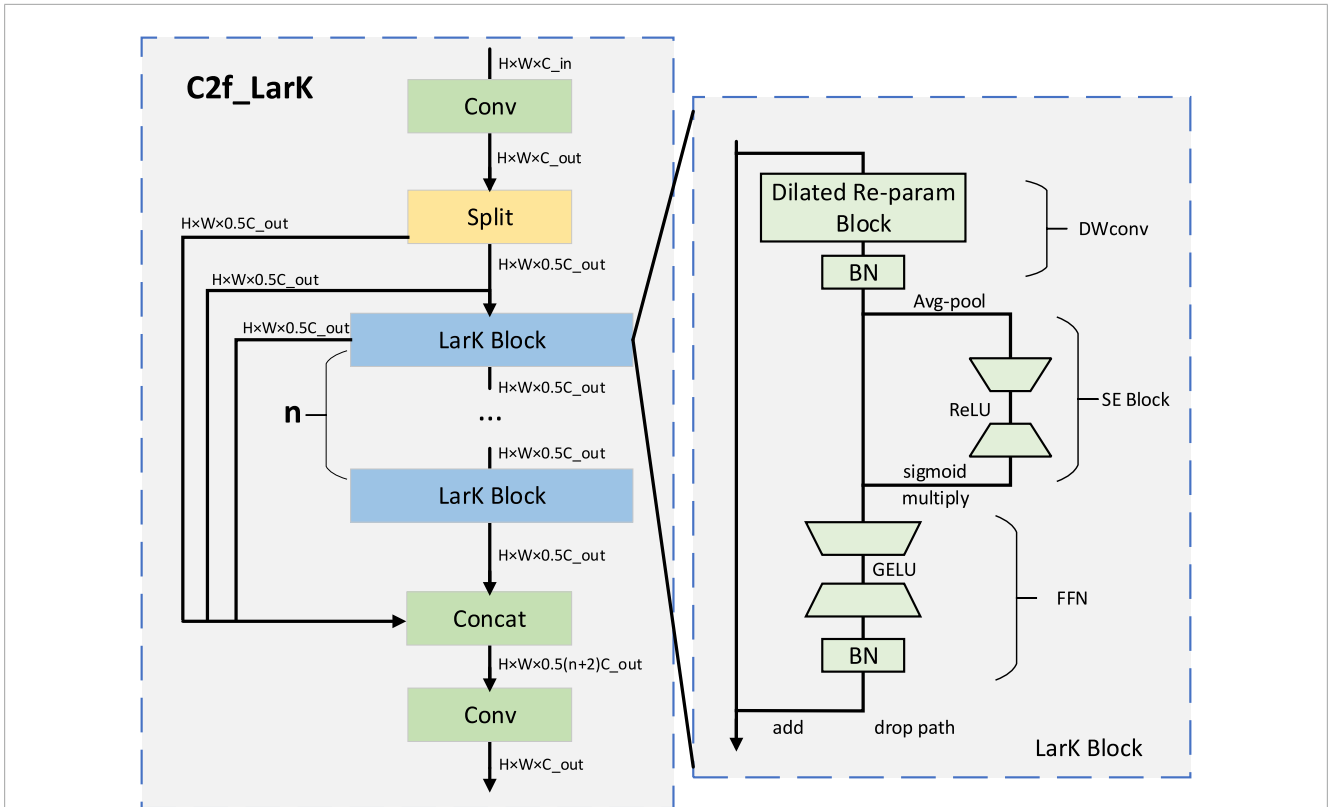 C2f_LarK
H×W×C_in
Conv
H×W×C_out
Split
H×W×0.5C_out
H×W×0.5C_out
H×W×0.5C_out
H×W×0.5C_out
LarK Block
H×W×0.5C_out
...
n
H×W×0.5C_out
LarK Block
H×W×0.5C_out
Concat
H×W×0.5(n+2)C_out
Conv
H×W×C_out
Dilated Re-param
Block
DWconv
BN
Avg-pool
ReLU
SE Block
sigmoid
multiply
GELU
FFN
BN
add
drop path
LarK Block